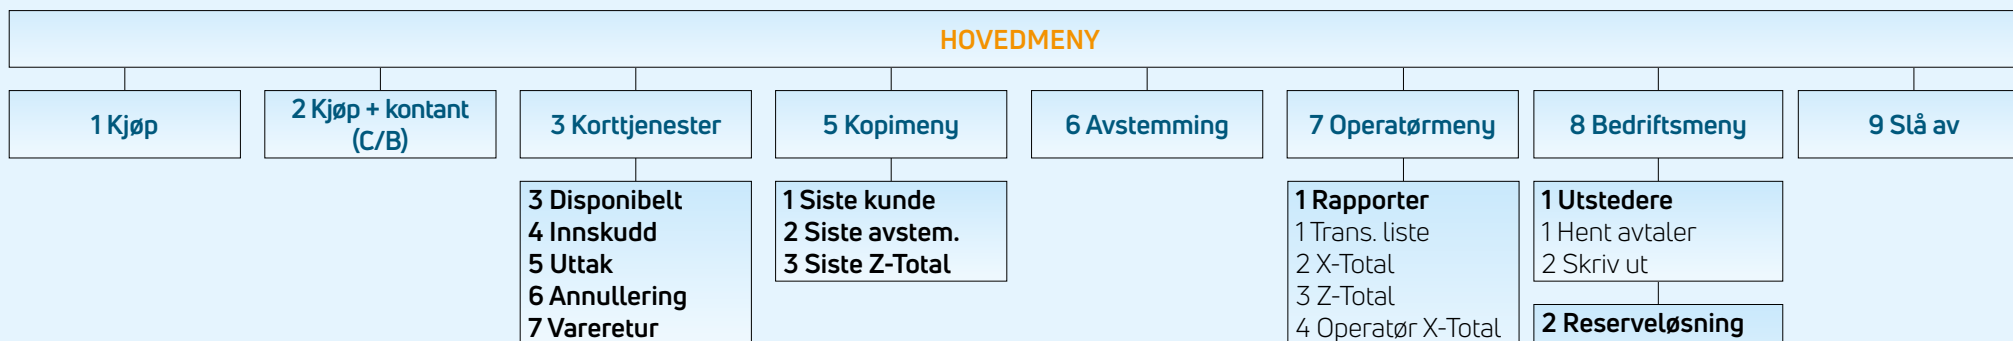 HOVEDMENY
1 Kjøp
2 Kjøp + kontant
(C/B)
3 Korttjenester
5 Kopimeny
6 Avstemming
7 Operatørmeny
8 Bedriftsmeny
9 Slå av
3 Disponibelt
4 Innskudd
5 Uttak
6 Annullering
7 Vareretur
1 Siste kunde
2 Siste avstem.
3 Siste Z-Total
1 Rapporter
1 Trans. liste
2 X-Total
3 Z-Total
4 Operatør X-Total
1 Utstedere
1 Hent avtaler
2 Skriv ut
2 Reserveløsning